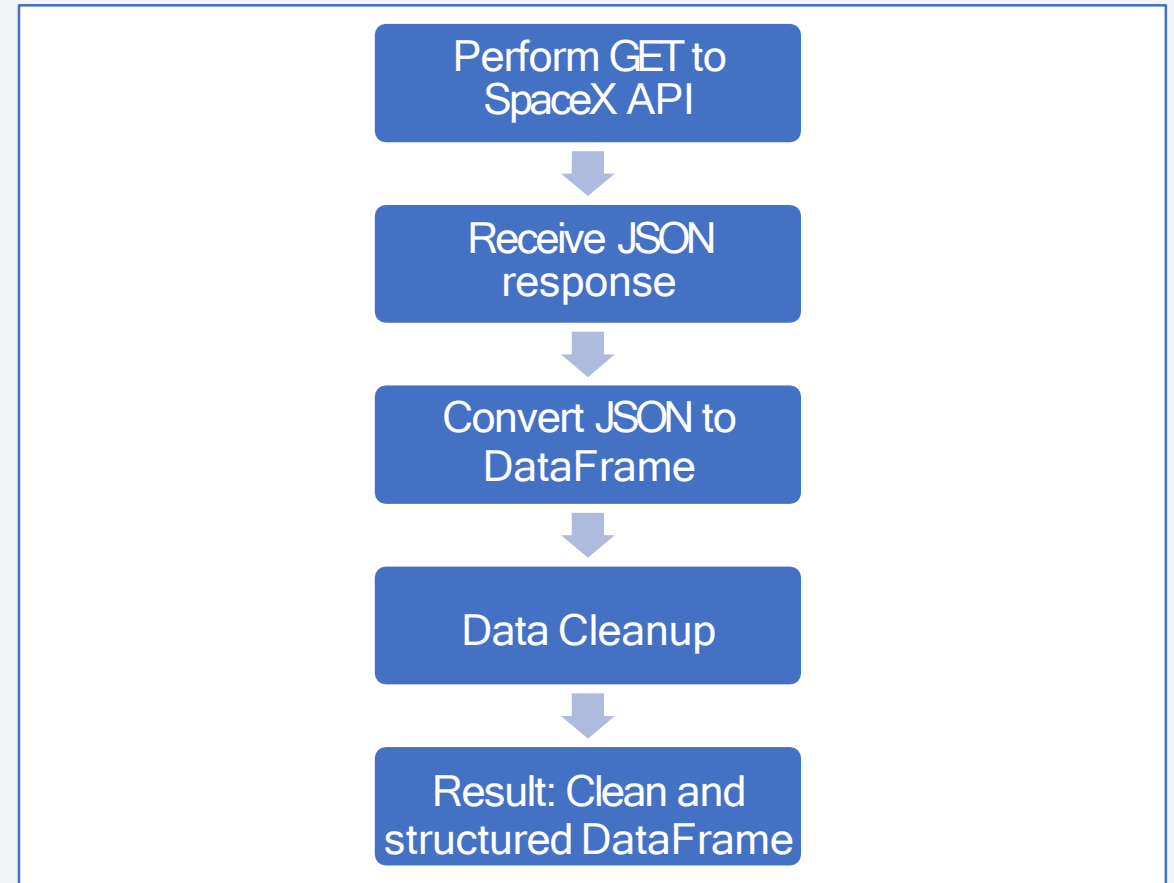 Perform GET to
SpaceX API
Receive JSON
response
Convert JSON to
DataFrame
Data Cleanup
Result: Clean and
structured DataFrame